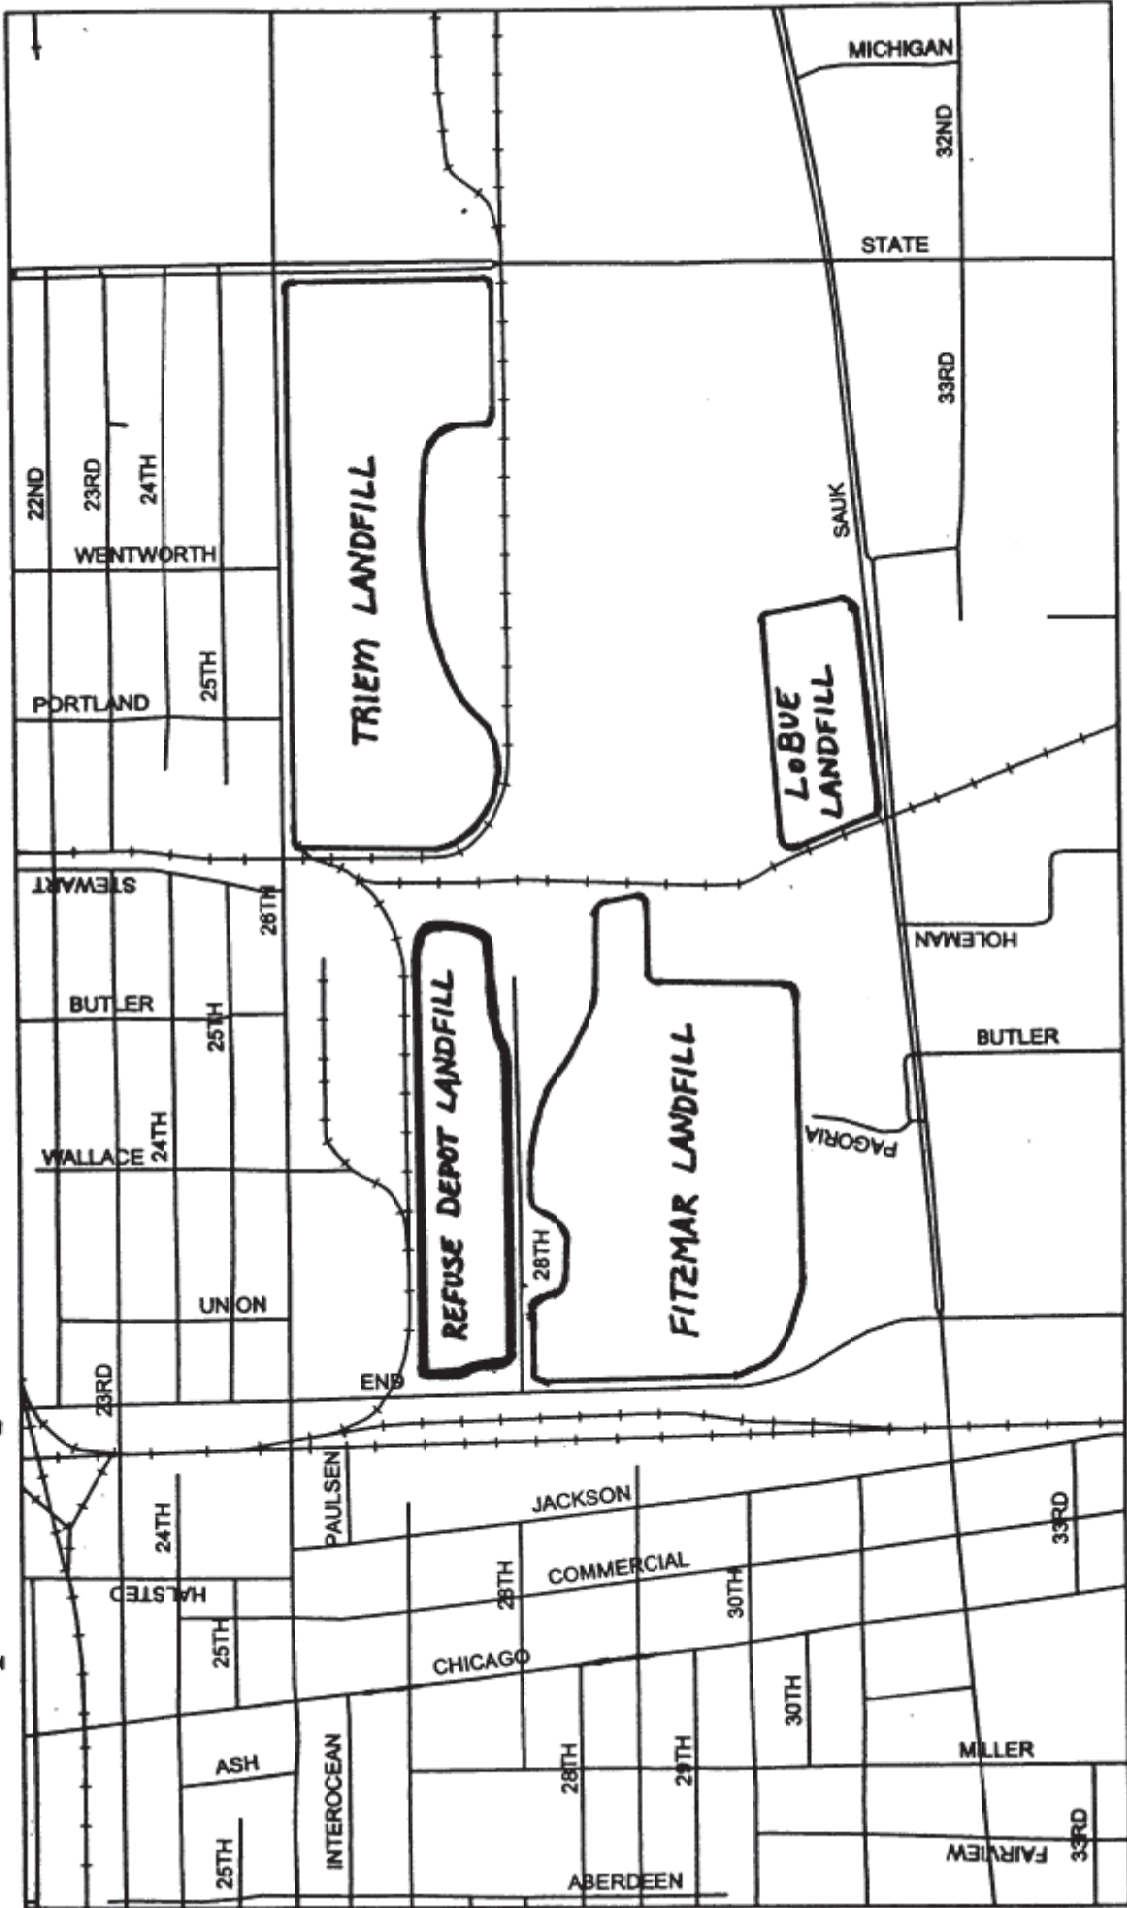 MICHIGAN
32ND
STATE
33RD
22ND
23RD
24TH
WENTWORTH
TRIEM LANDFILL
SAUK
25TH
PORTLAND
LOBUE
LANDFILL
STEWART
26TH
HOLEMAN
BUTLER
25TH
REFUSE DEPOT LANDFILL
FITZMAR LANDFILL
BUTLER
PAGORIA
WALLACE
24TH
28TH
UNION
23RD
END
PAULSEN
JACKSON
24TH
33RD
HALSTED
28TH
COMMERCIAL
30TH
25TH
CHICAGO
30TH
ASH
INTEROCEAN
28TH
29TH
MILLER
25TH
ABERDEEN
FAIRVIEW
33RD